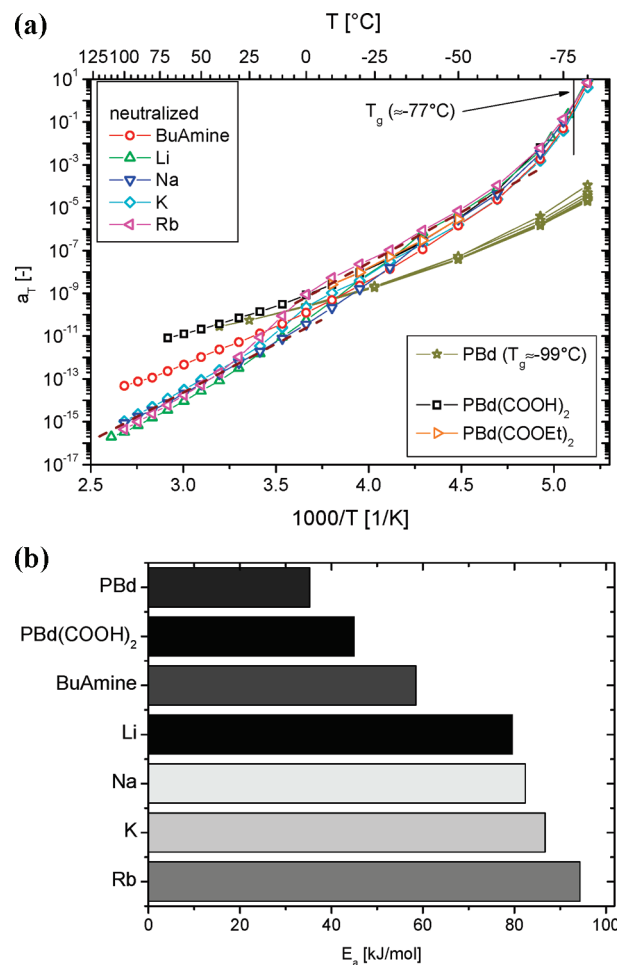 (a)
T [°C]
125 100 75 50 25 0 -25 -50 -75
10^1
10^-1
10^-3
10^-5
10^-7
10^-9
10^-11
10^-13
10^-15
10^-17
a_T [-]
neutralized
BuAmine
Li
Na
K
Rb
T_g (≈-77°C)
PBd (T_g≈-99°C)
PBd(COOH)_2
PBd(COOEt)_2
2.5 3.0 3.5 4.0 4.5 5.0
1000/T [1/K]
(b)
PBd
PBd(COOH)_2
BuAmine
Li
Na
K
Rb
0 20 40 60 80 100
E_a [kJ/mol]